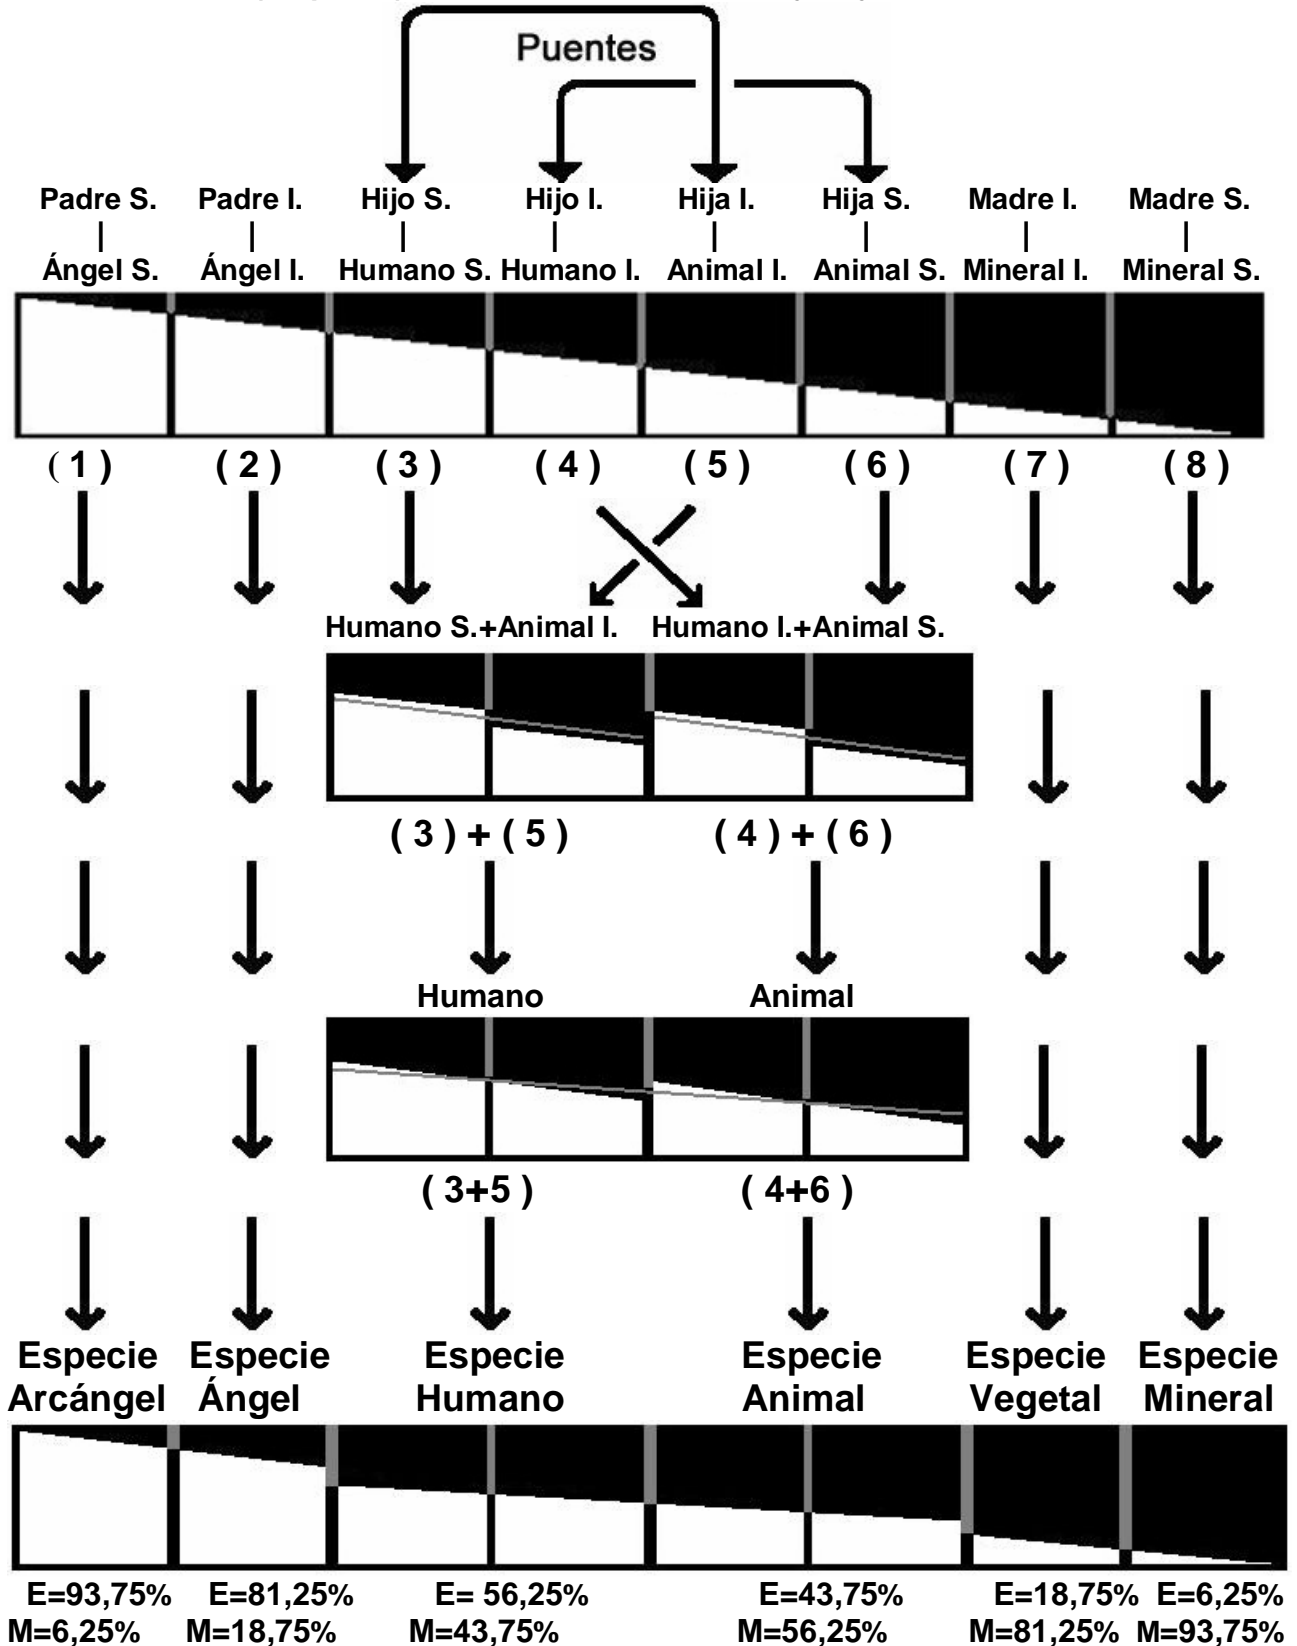 Puentes
Padre S. Padre I. Hijo S. Hijo I. Hija I. Hija S. Madre I. Madre S.
Ángel S. Ángel I. Humano S. Humano I. Animal I. Animal S. Mineral I. Mineral S.
( 1 ) ( 2 ) ( 3 ) ( 4 ) ( 5 ) ( 6 ) ( 7 ) ( 8 )
Humano S.+Animal I. Humano I.+Animal S.
( 3 ) + ( 5 ) ( 4 ) + ( 6 )
Humano Animal
( 3+5 ) ( 4+6 )
Especie Especie Especie Especie Especie Especie
Arcángel Ángel Humano Animal Vegetal Mineral
E=93,75% E=81,25% E= 56,25% E=43,75% E=18,75% E=6,25%
M=6,25% M=18,75% M=43,75% M=56,25% M=81,25% M=93,75%